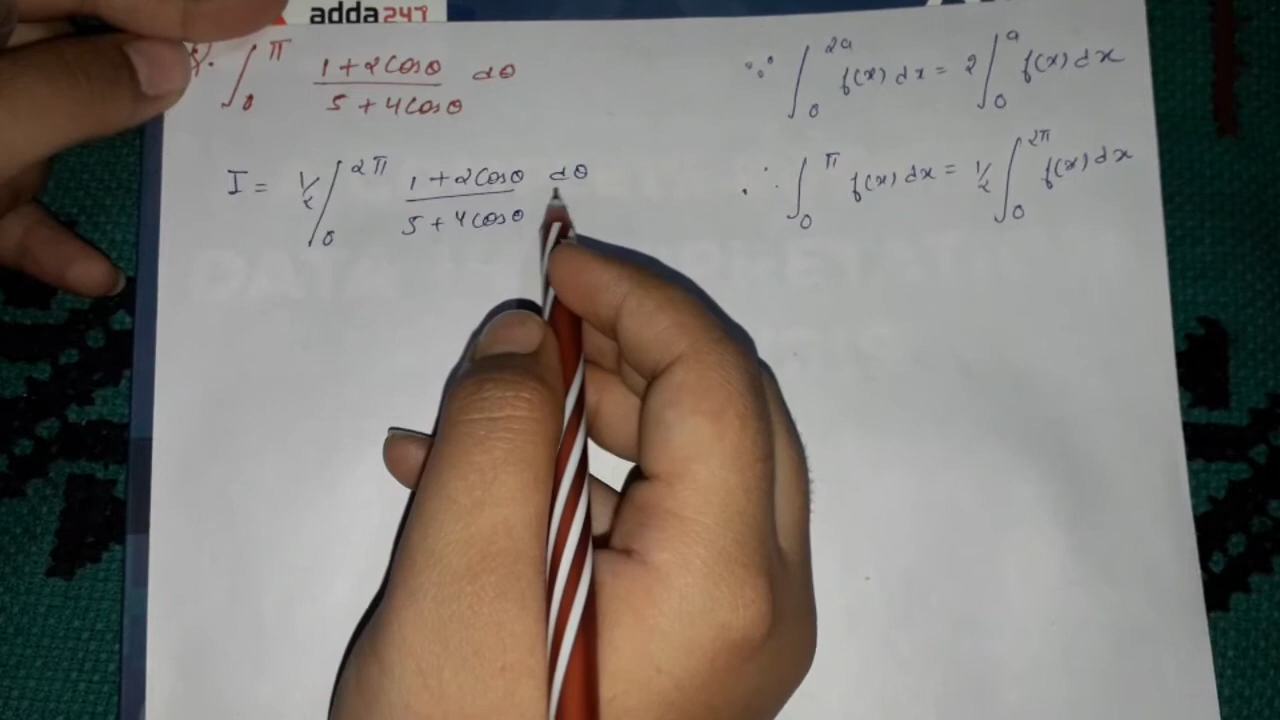 adda247
Q. ∫₀^π (1+2cosθ)/(5+4cosθ) dθ
∵ ∫₀^2a f(x) dx = 2∫₀^a f(x) dx
I = ½∫₀^2π (1+2cosθ)/(5+4cosθ) dθ
∴ ∫₀^π f(x) dx = ½∫₀^2π f(x) dx